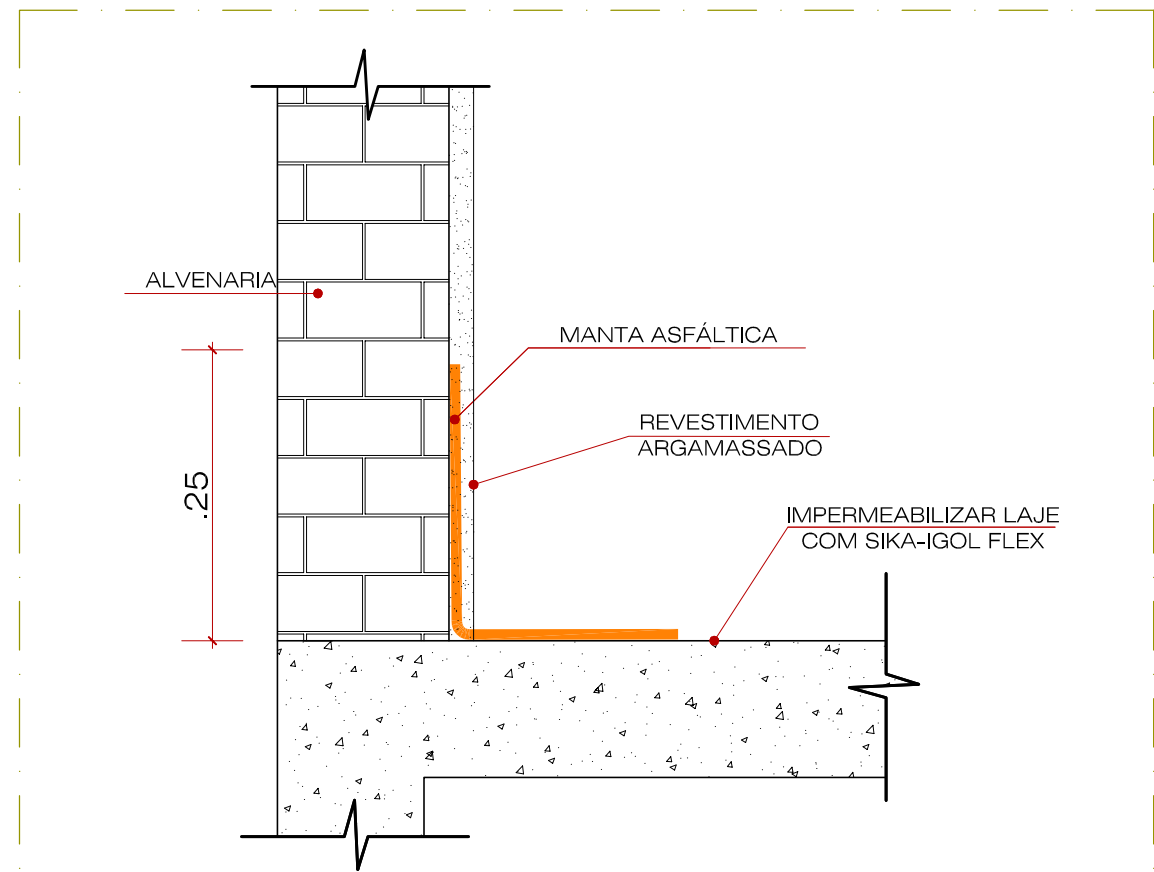 ALVENARIA
MANTA ASFÁLTICA
REVESTIMENTO
ARGAMASSADO
.25
IMPERMEABILIZAR LAJE
COM SIKA-IGOL FLEX